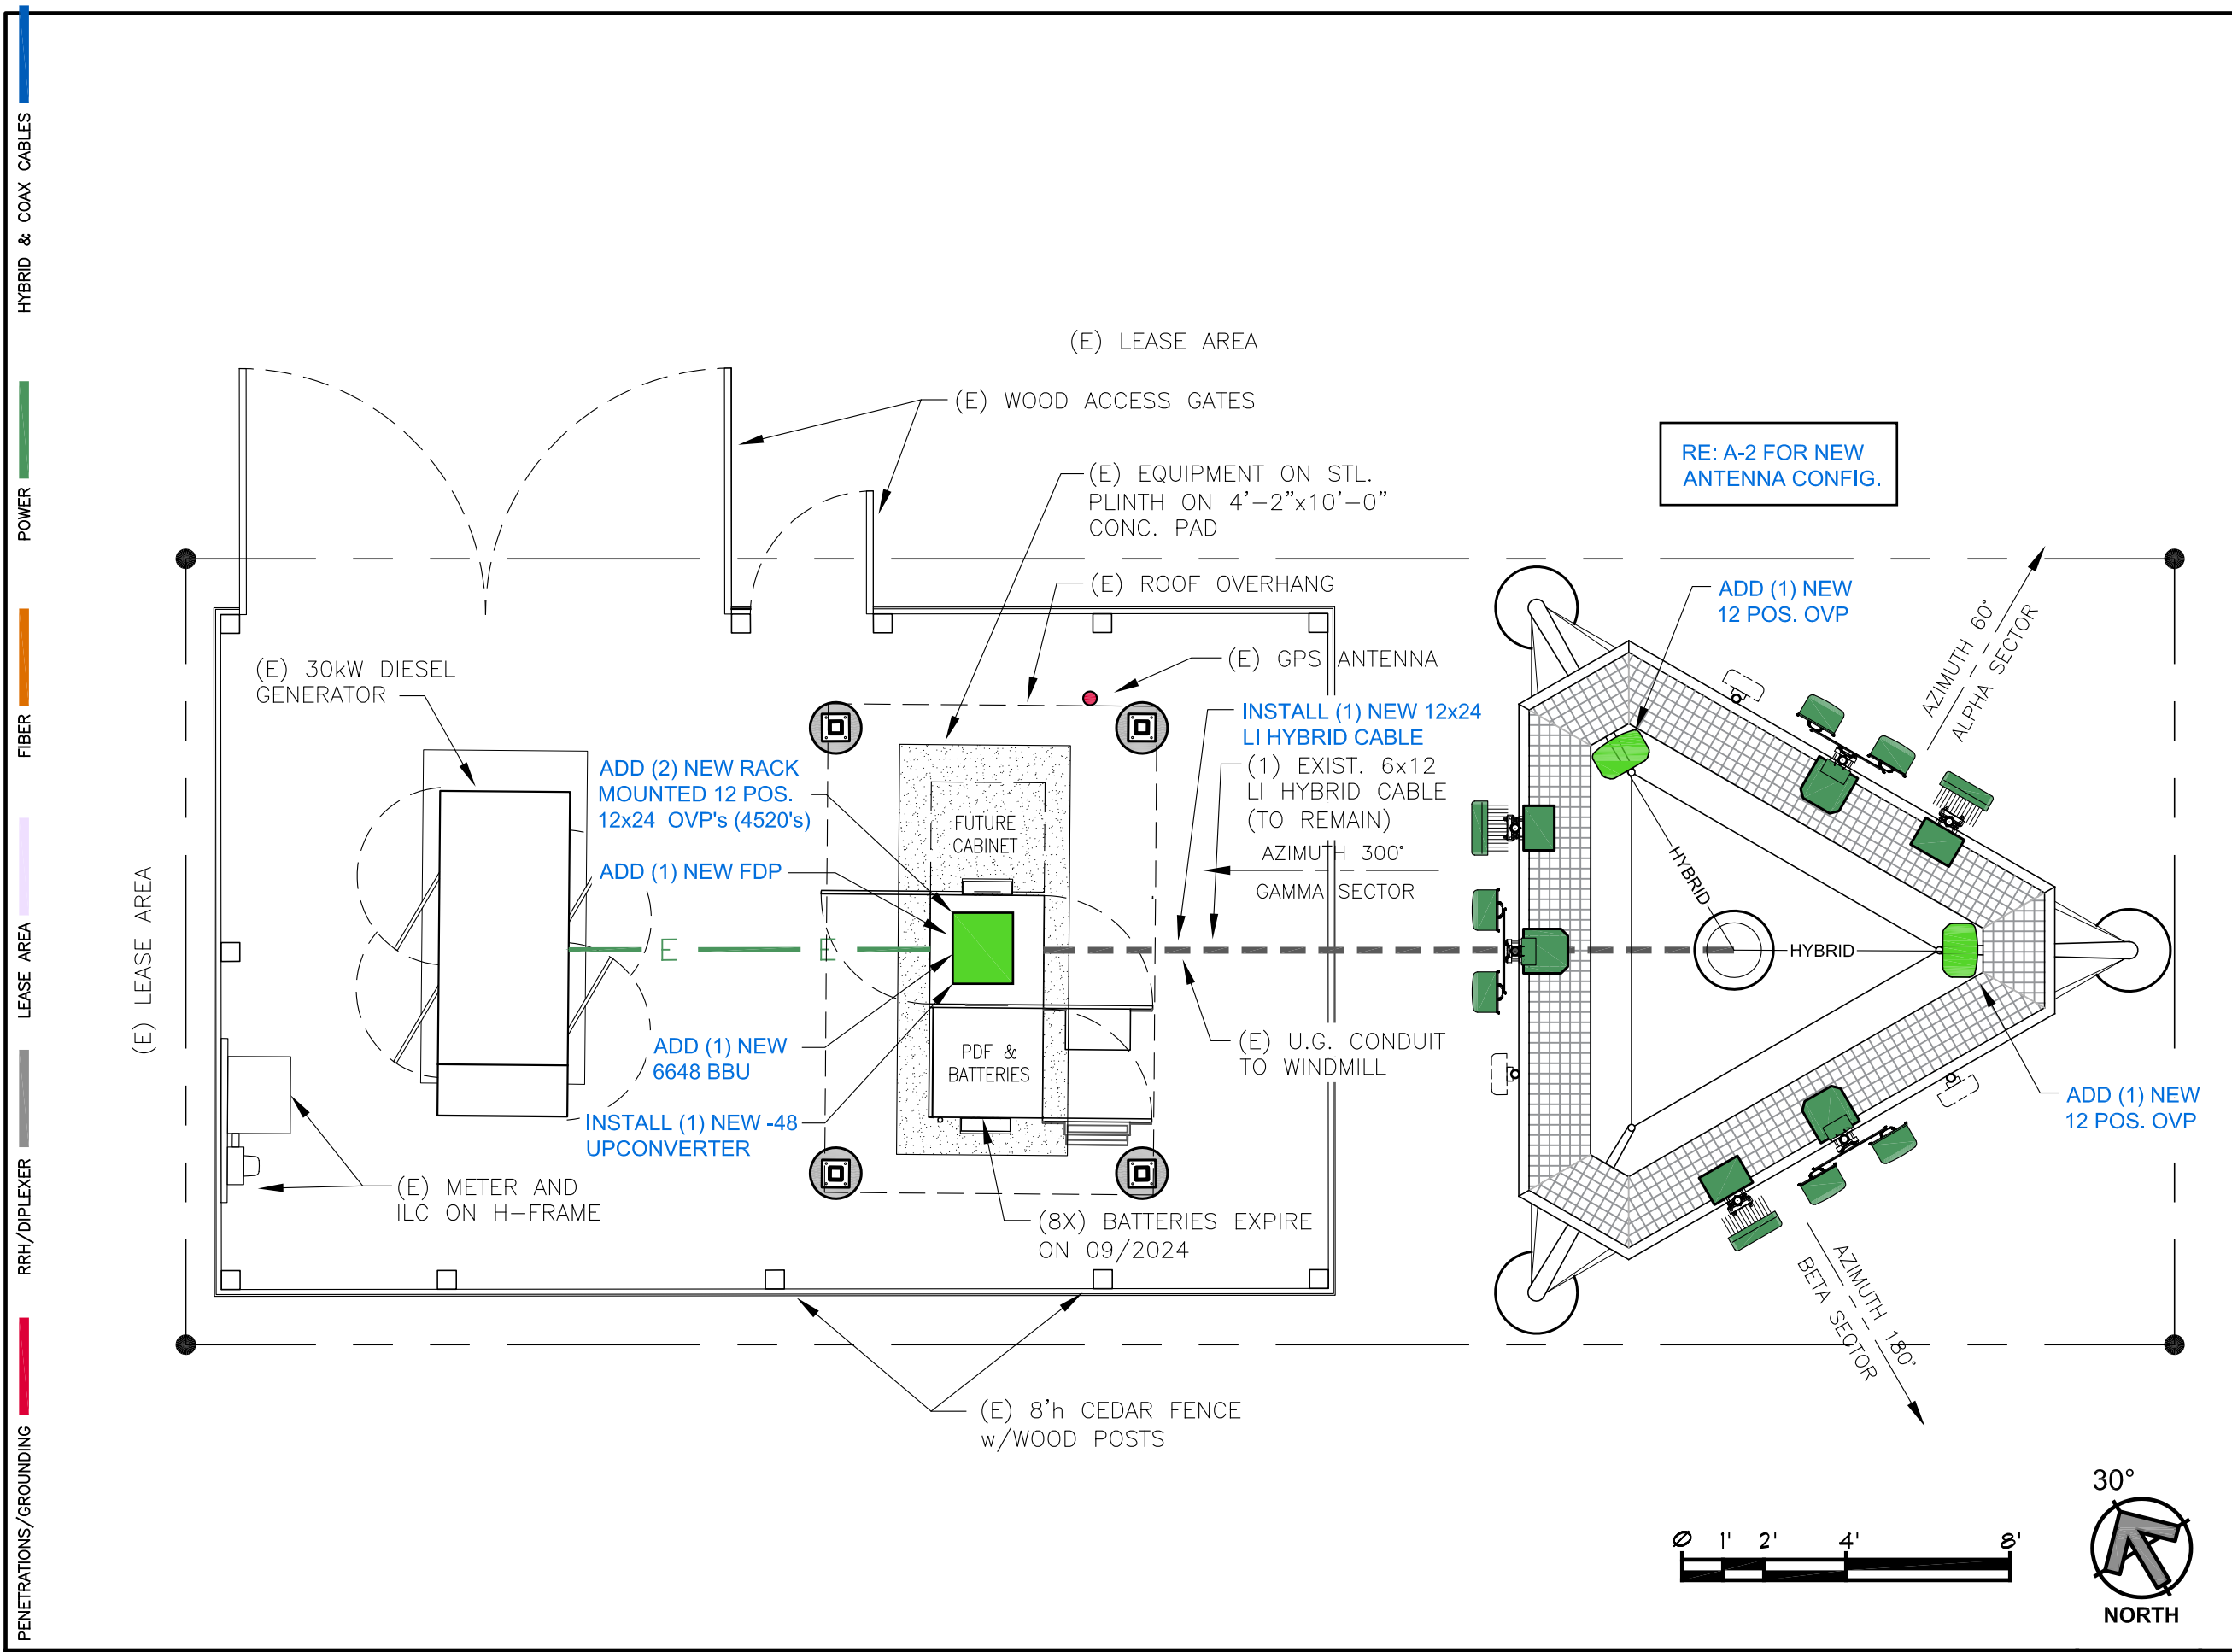 HYBRID & COAX CABLES
POWER
FIBER
LEASE AREA
RRH/DIPLEXER
PENETRATIONS/GROUNDING
(E) LEASE AREA
(E) WOOD ACCESS GATES
(E) EQUIPMENT ON STL.
PLINTH ON 4'-2"x10'-0"
CONC. PAD
RE: A-2 FOR NEW
ANTENNA CONFIG.
(E) ROOF OVERHANG
ADD (1) NEW
12 POS. OVP
AZIMUTH 60°
ALPHA SECTOR
(E) 30kW DIESEL
GENERATOR
(E) GPS ANTENNA
INSTALL (1) NEW 12x24
LI HYBRID CABLE
(1) EXIST. 6x12
LI HYBRID CABLE
(TO REMAIN)
ADD (2) NEW RACK
MOUNTED 12 POS.
12x24 OVP's (4520's)
FUTURE
CABINET
AZIMUTH 300°
GAMMA SECTOR
ADD (1) NEW FDP
HYBRID
HYBRID
(E) LEASE AREA
E
E
ADD (1) NEW
6648 BBU
PDF &
BATTERIES
(E) U.G. CONDUIT
TO WINDMILL
ADD (1) NEW
12 POS. OVP
INSTALL (1) NEW -48
UPCONVERTER
(E) METER AND
ILC ON H-FRAME
(8X) BATTERIES EXPIRE
ON 09/2024
AZIMUTH 180°
BETA SECTOR
(E) 8'h CEDAR FENCE
w/WOOD POSTS
0 1' 2' 4' 8'
30°
NORTH